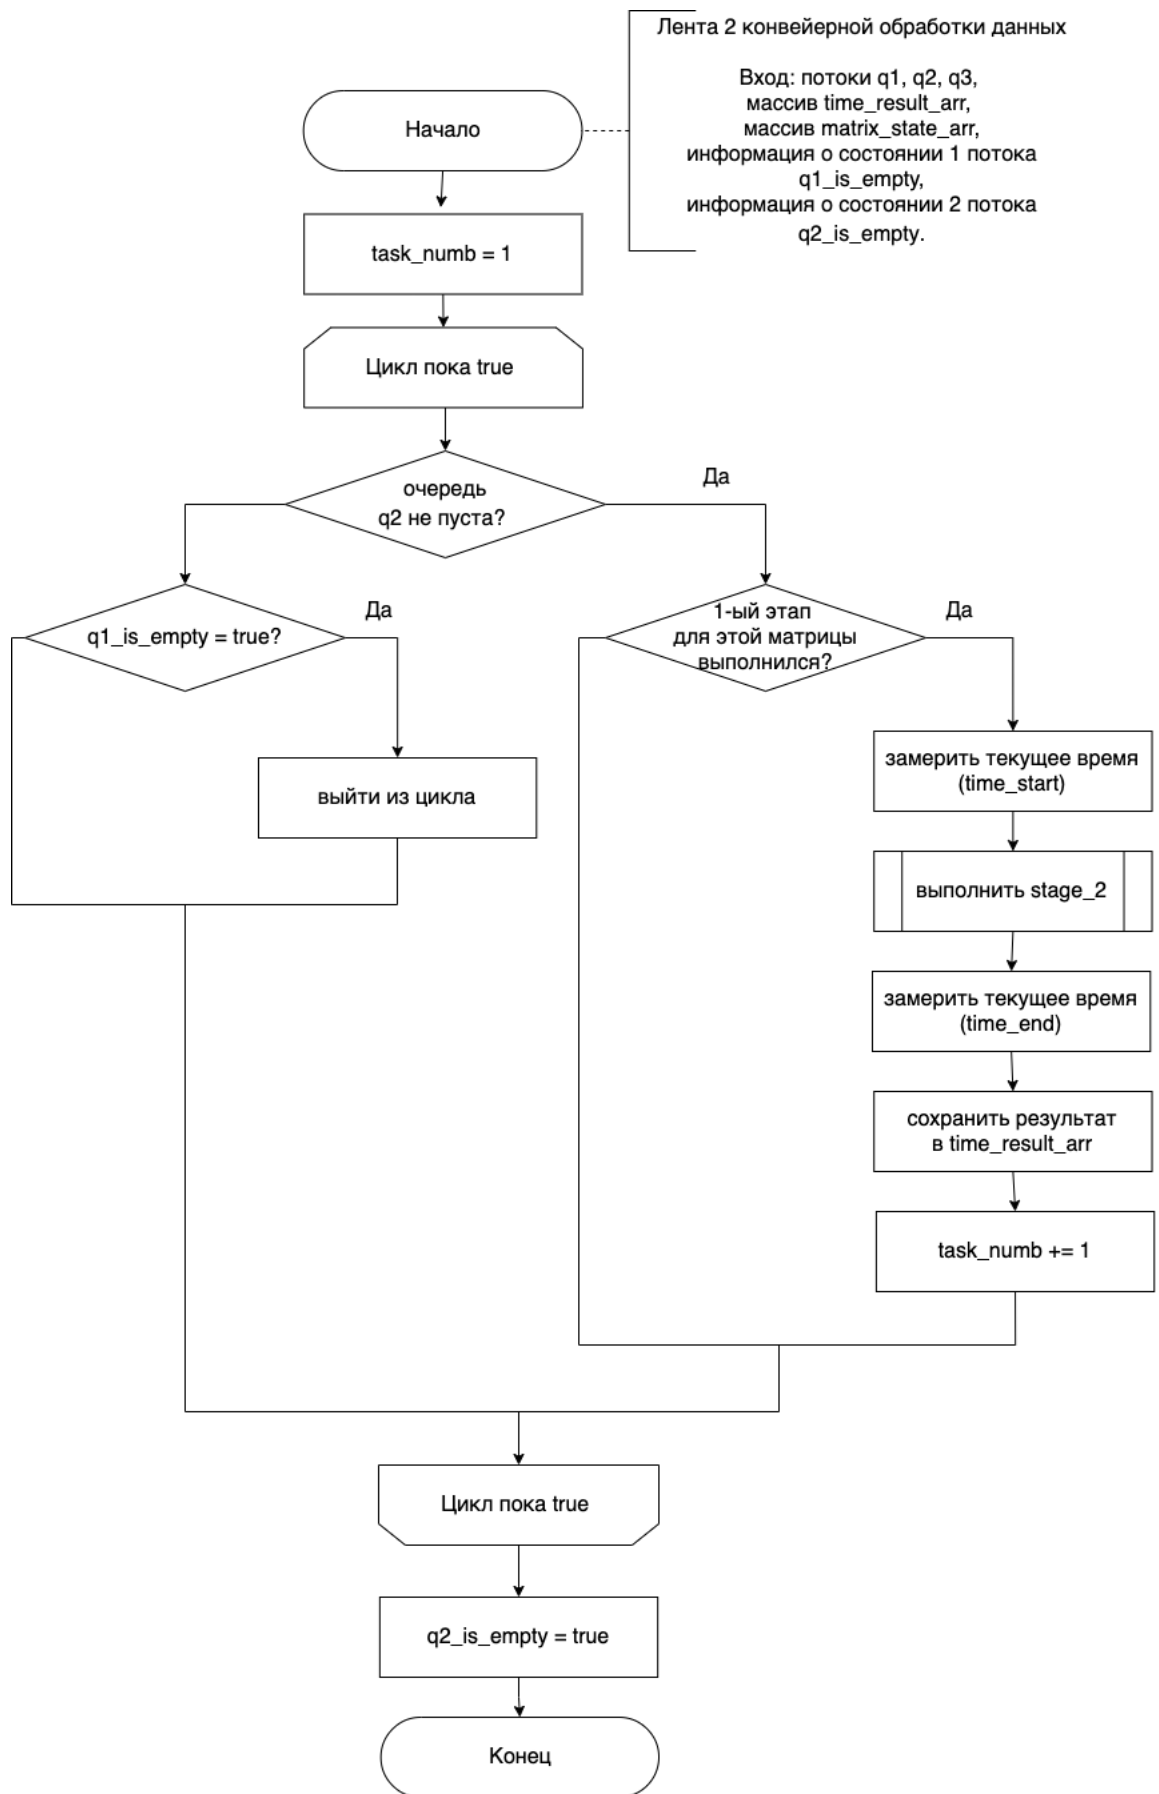 Лента 2 конвейерной обработки данных
Вход: потоки q1, q2, q3,
массив time_result_arr,
массив matrix_state_arr,
информация о состоянии 1 потока
q1_is_empty,
информация о состоянии 2 потока
q2_is_empty.
Начало
task_numb = 1
Цикл пока true
очередь
q2 не пуста?
Да
q1_is_empty = true?
Да
выйти из цикла
1-ый этап
для этой матрицы
выполнился?
Да
замерить текущее время
(time_start)
выполнить stage_2
замерить текущее время
(time_end)
сохранить результат
в time_result_arr
task_numb += 1
Цикл пока true
q2_is_empty = true
Конец